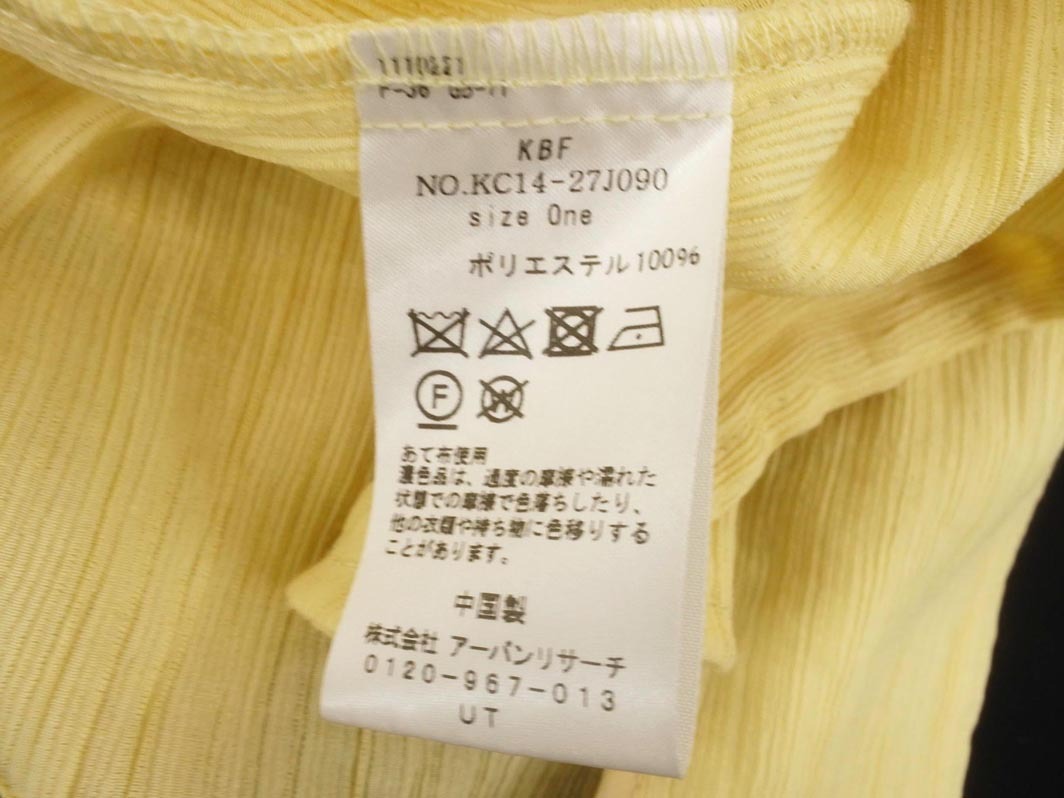 KBF
NO.KC14-27J090
size One
ポリエステル100%
F W
あて布使用
濃色品は、過度の摩擦や濡れた
状態での摩擦で色落ちしたり、
他の衣類や持ち物に色移りする
ことがあります。
中国製
株式会社 アーバンリサーチ
0120-967-013
UT